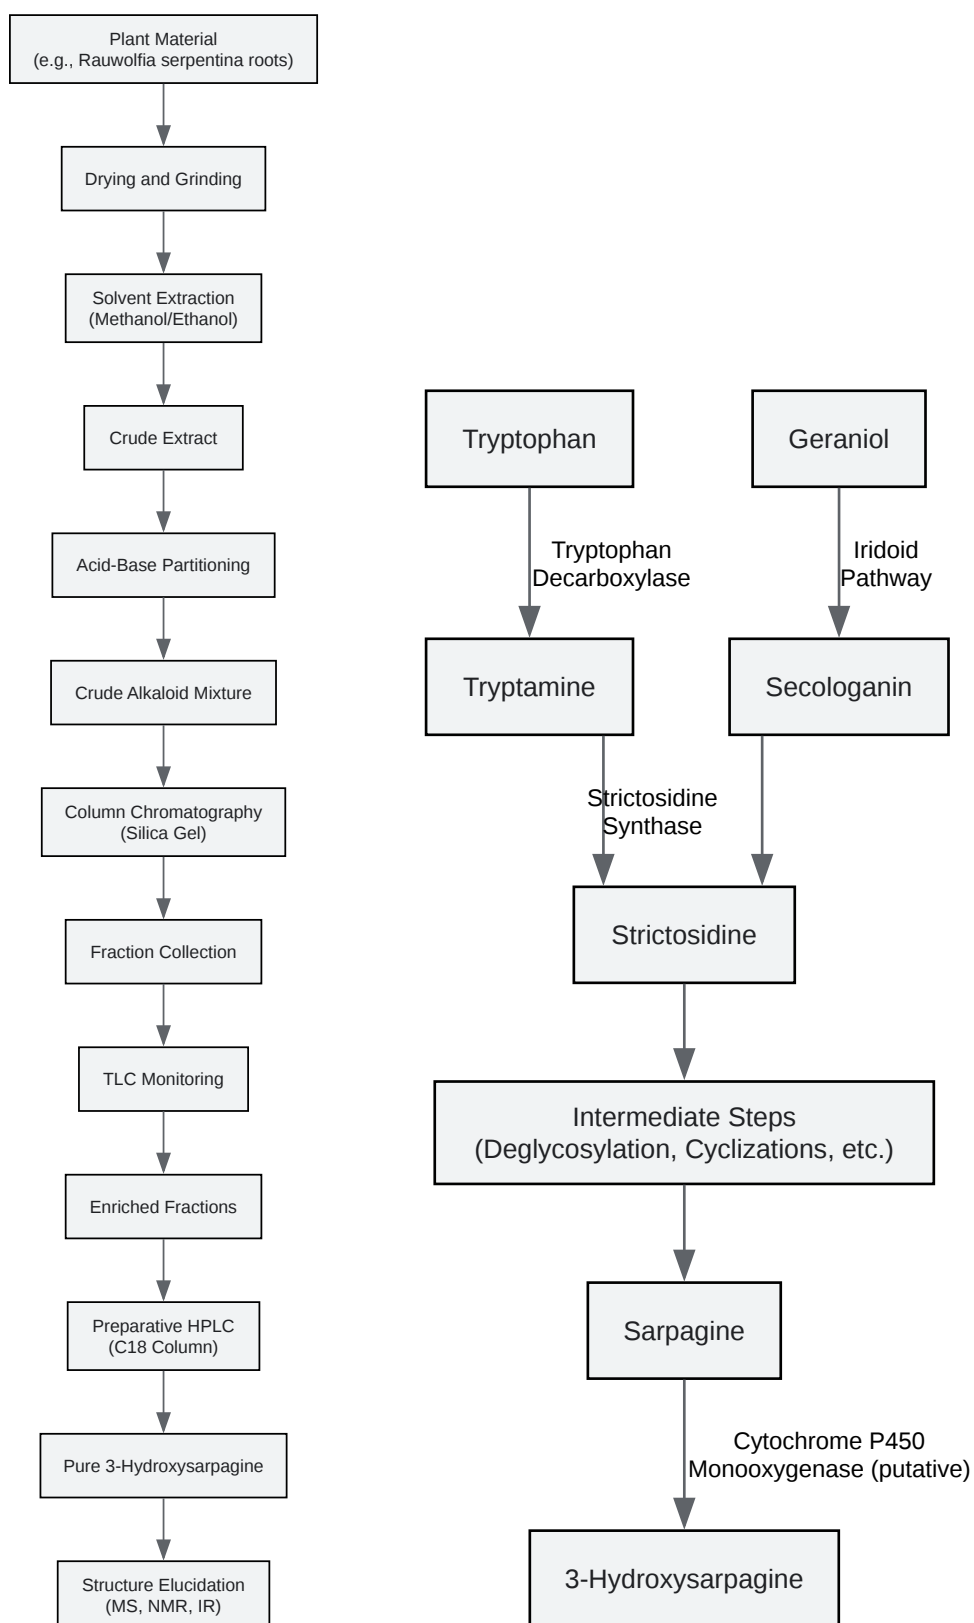 Plant Material
(e.g., Rauwolfia serpentina roots)
Drying and Grinding
Solvent Extraction
(Methanol/Ethanol)
Crude Extract
Acid-Base Partitioning
Crude Alkaloid Mixture
Column Chromatography
(Silica Gel)
Fraction Collection
TLC Monitoring
Enriched Fractions
Preparative HPLC
(C18 Column)
Pure 3-Hydroxysarpagine
Structure Elucidation
(MS, NMR, IR)
Tryptophan
Geraniol
Tryptophan
Decarboxylase
Iridoid
Pathway
Tryptamine
Secologanin
Strictosidine
Synthase
Strictosidine
Intermediate Steps
(Deglycosylation, Cyclizations, etc.)
Sarpagine
Cytochrome P450
Monooxygenase (putative)
3-Hydroxysarpagine